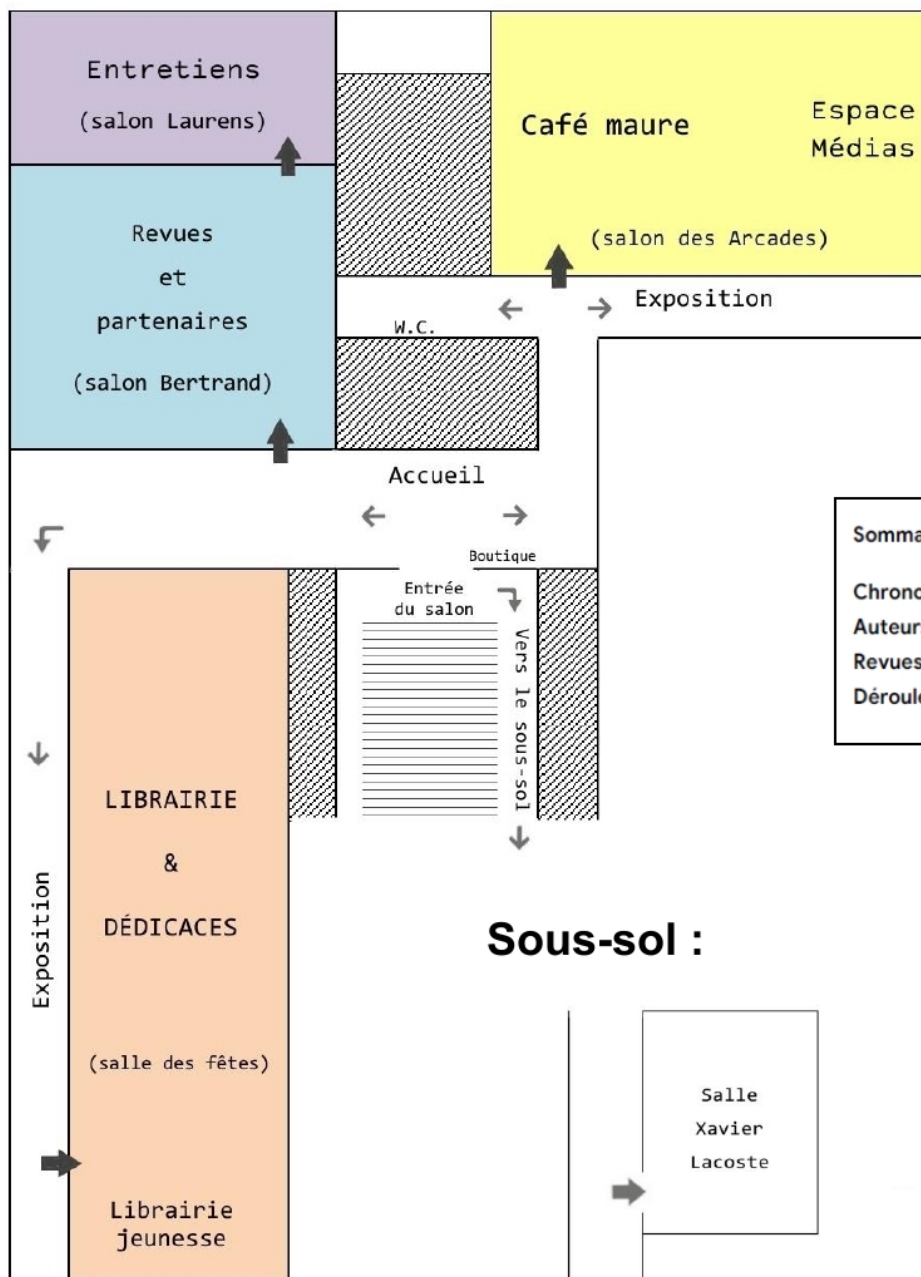 Entretiens
(salon Laurens)
Café maure
Espace
Médias
(salon des Arcades)
Revues
et
partenaires
(salon Bertrand)
Exposition
W.C.
Accueil
Boutique
Entrée
du salon
Vers le sous-sol
LIBRAIRIE
&
DÉDICACES
(salle des fêtes)
Librairie
jeunesse
Exposition
Sous-sol :
Salle
Xavier
Lacoste
Revues